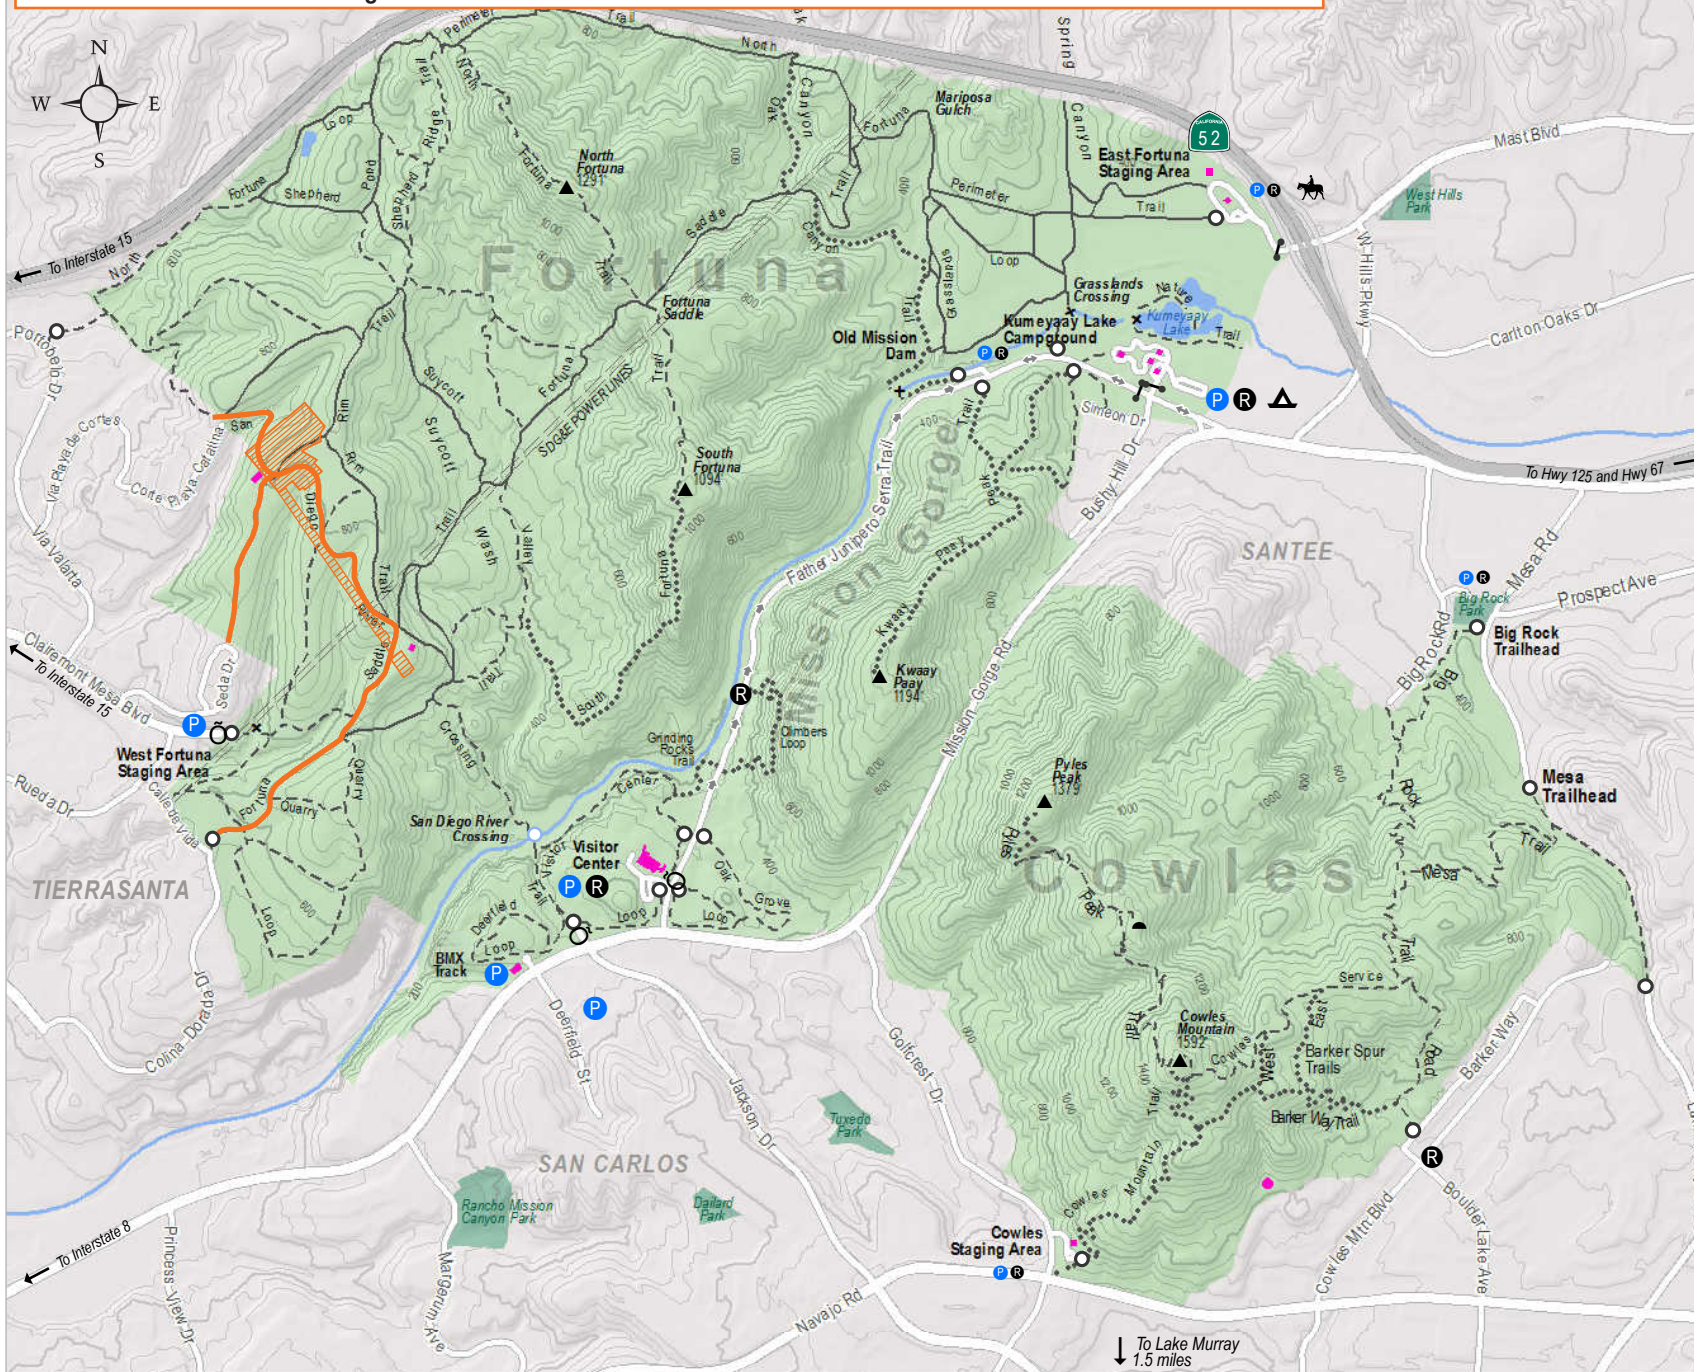 N
W
E
S
Perimeter
Trail
North
Spring
Canyon
Oak
Canyon
Mariposa
Gulch
Fortuna
52
East Fortuna
Staging Area
P
R
Mast Blvd
West Hills
Park
W Hills Pkwy
Carlton Oaks Dr
Loop
Pond
Ridge
Trail
North
Fortuna
North
Fortuna
1291'
Fortune
Shepherd
Shepherd
To Interstate 15
North
Fortuna
Saddle
Trail
Perimeter
Trail
Canyon
Grasslands
Loop
Trail
Grasslands
Crossing
Nature
Kumeyaay
Lake
Trail
Fortuna
Saddle
Old Mission
Dam
Kumeyaay Lake
Campground
P
R
P
R
Simeon Dr
To Hwy 125 and Hwy 67
Portobelo Dr
Via Playa de Cortes
Corte Playa Catalina
Via Valarta
San
Diego
Rim
Trail
Suycott
Suycott
Rim
Trail
Fortuna
SDG&E POWER LINES
Trail
South
Fortuna
1094'
Trail
Wash
Valley
Fortuna
South
Father Junipero Serra Trail
Mission Gorge
Trail
Peak
Bushy Hill Dr
SANTEE
Kwaay
Paay
Kwaay
Paay
1194'
Mission Gorge Rd
Mesa Rd
P
R
Big Rock
Park
Prospect Ave
Big Rock Rd
Big Rock
Trailhead
Clairemont Mesa Blvd
To Interstate 15
Seda Dr
River
Saddle
Trail
P
West Fortuna
Staging Area
Rueda Dr
Calle de Vida
Fortuna
Quarry
Quarry
Loop
Crossing
R
Climbers
Loop
Grinding
Rocks
Trail
Center
San Diego River
Crossing
Visitor
Trail
Visitor
Center
P
R
Oak
Grove
Loop
Loop
Deerfield
Loop
BMX
Track
P
P
TIERRASANTA
Colina Dorada Dr
Deerfield St
Jackson Dr
Golfcrest Dr
Pyles
Peak
1379'
Pyles
Peak
Trail
Cowles
Big
Rock
Trail
Mesa
Trail
Mesa
Trailhead
Service
Road
Cowles
Mountain
1592'
Cowles
Trail
West
East
Barker Spur
Trails
Barker Way Trail
Barker Way
R
Boulder Lake Ave
Cowles Mtn Blvd
Cowles
Mountain
Cowles
Staging Area
P
R
Navajo Rd
Tuxedo
Park
SAN CARLOS
Rancho Mission
Canyon Park
Dailard
Park
To Interstate 8
Princess View Dr
Margerum Ave
To Lake Murray
1.5 miles